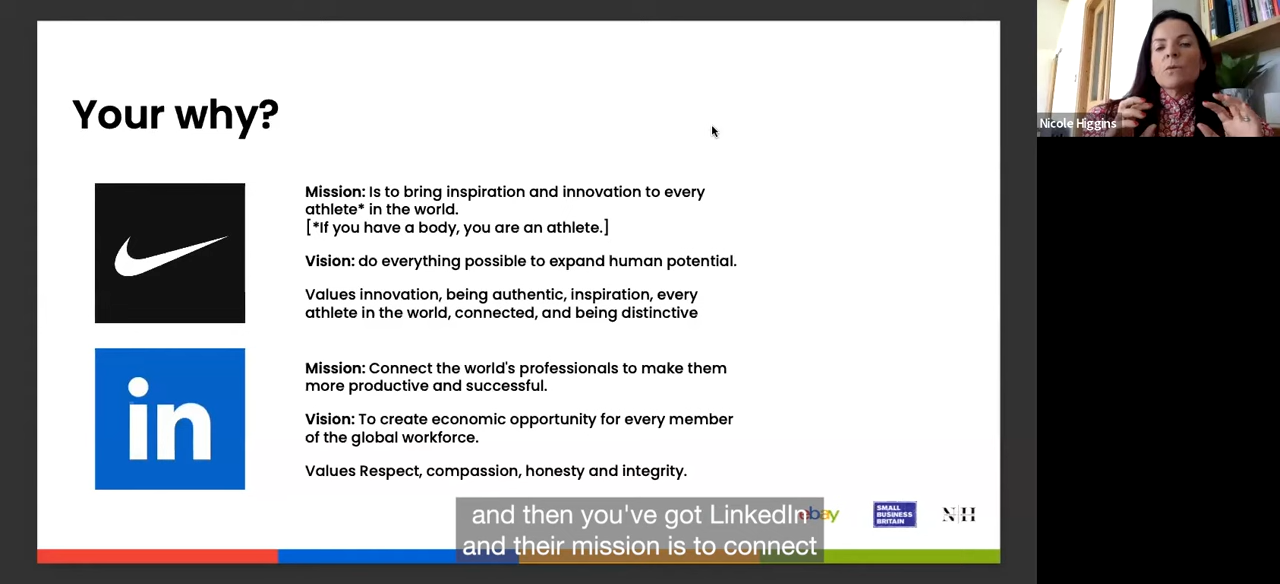 Your why?
Mission: Is to bring inspiration and innovation to every
athlete* in the world.
[*If you have a body, you are an athlete.]
Vision: do everything possible to expand human potential.
Values innovation, being authentic, inspiration, every
athlete in the world, connected, and being distinctive
in
Mission: Connect the world's professionals to make them
more productive and successful.
Vision: To create economic opportunity for every member
of the global workforce.
Values Respect, compassion, honesty and integrity.
ebay
SMALL
BUSINESS
BRITAIN
NH
and then you've got LinkedIn
and their mission is to connect
Nicole Higgins